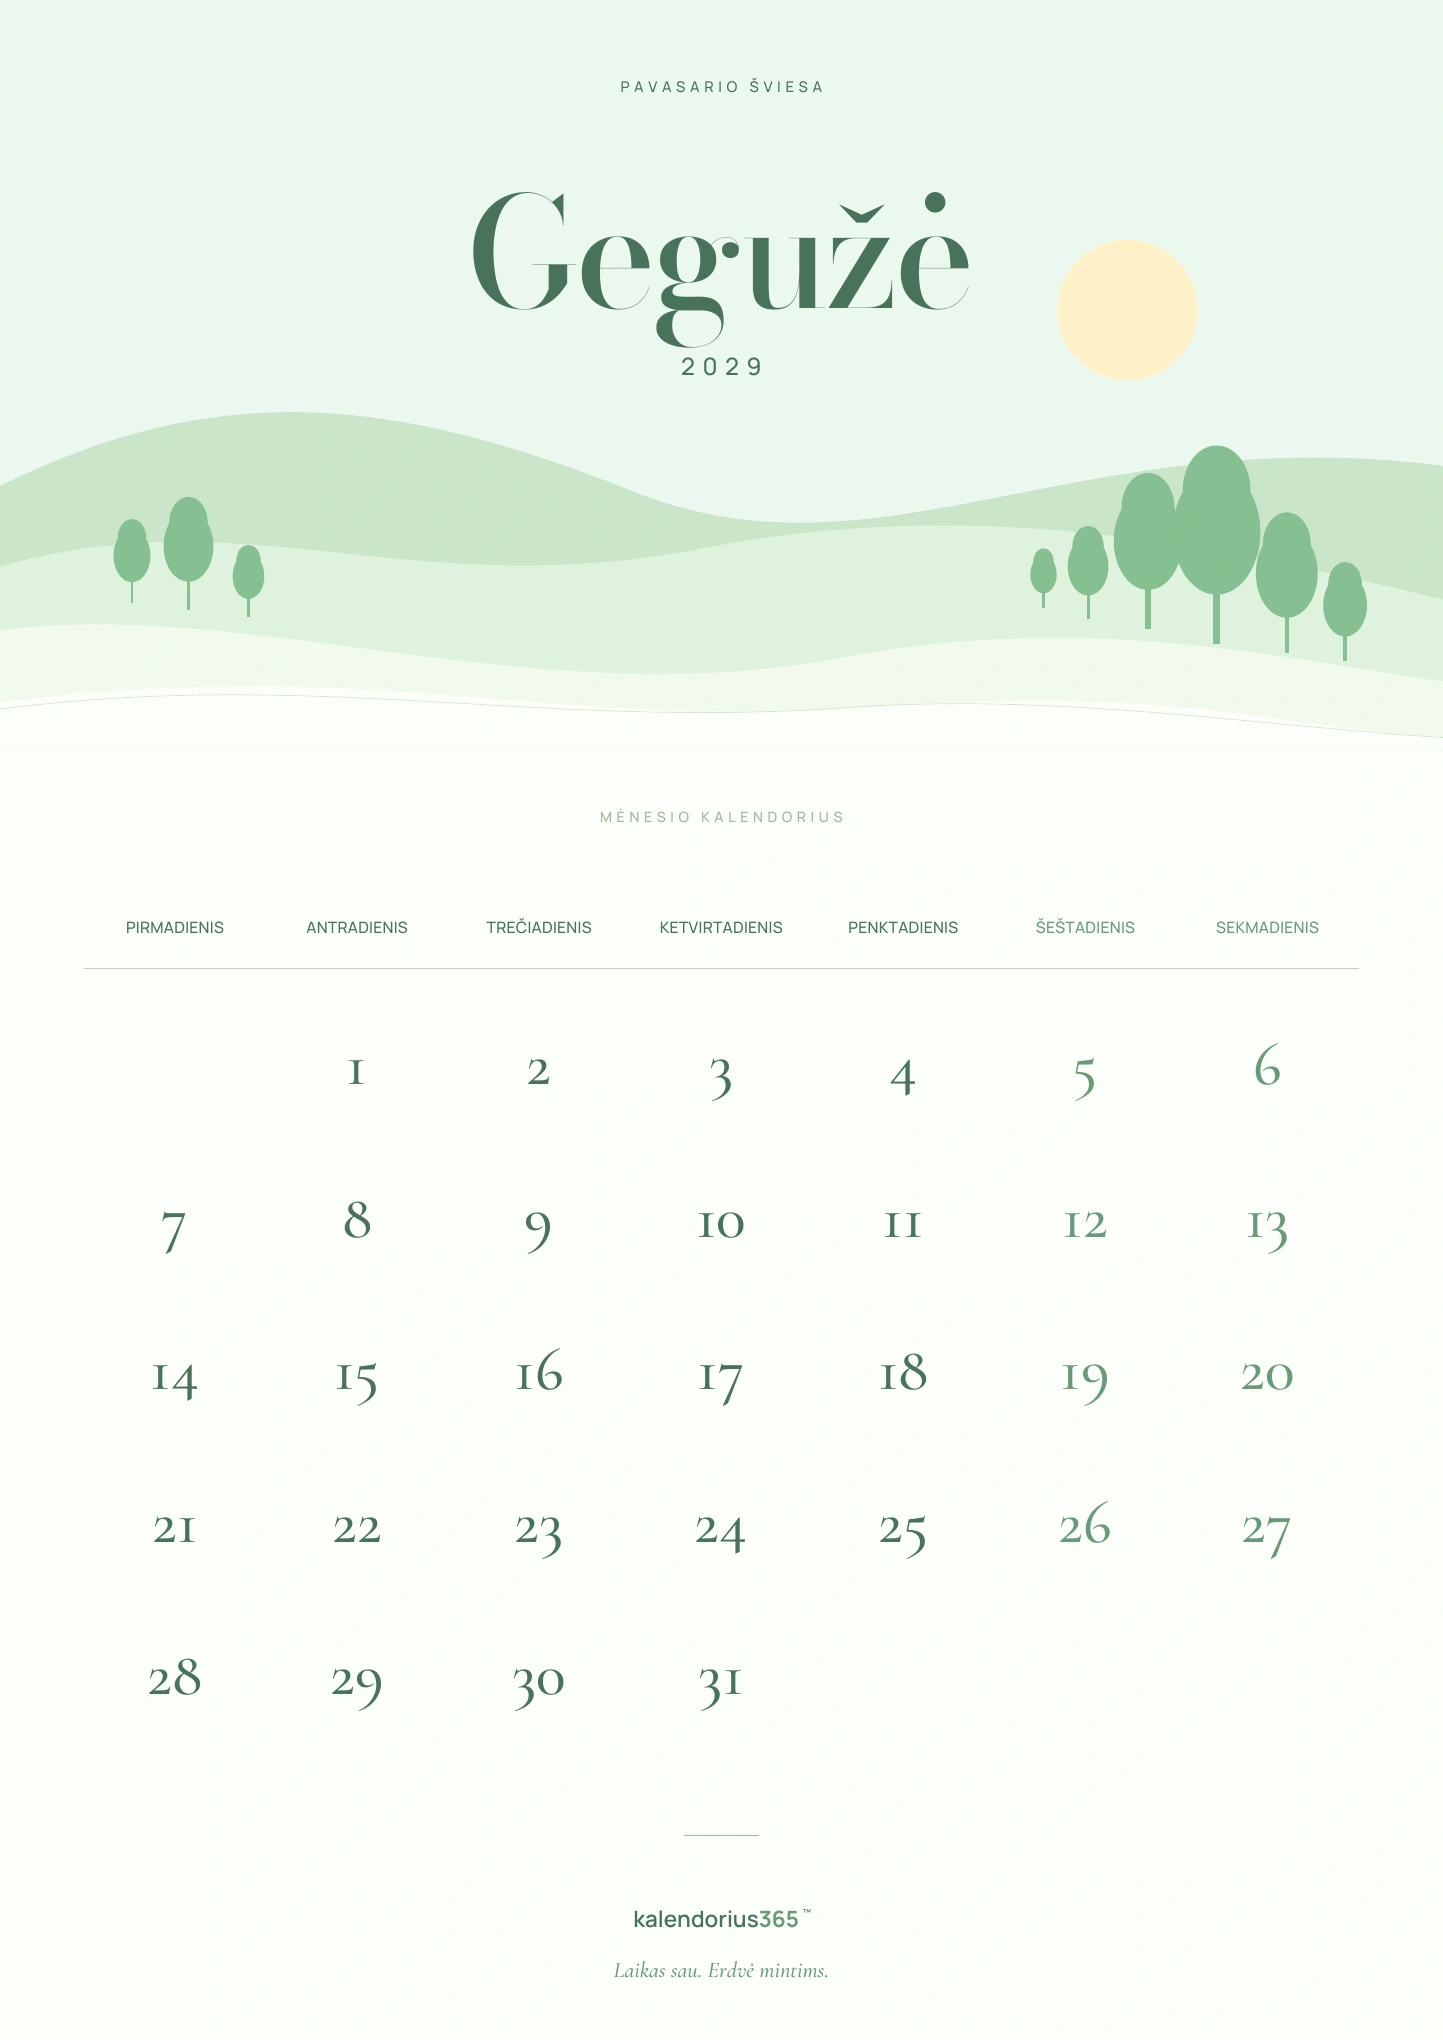 PAVASARIO ŠVIESA
Gegužė
2029
MĖNESIO KALENDORIUS
PIRMADIENIS ANTRADIENIS TREČIADIENIS KETVIRTADIENIS PENKTADIENIS ŠEŠTADIENIS SEKMADIENIS
1 2 3 4 5 6
7 8 9 10 11 12 13
14 15 16 17 18 19 20
21 22 23 24 25 26 27
28 29 30 31
kalendorius365™
Laikas sau. Erdvė mintims.